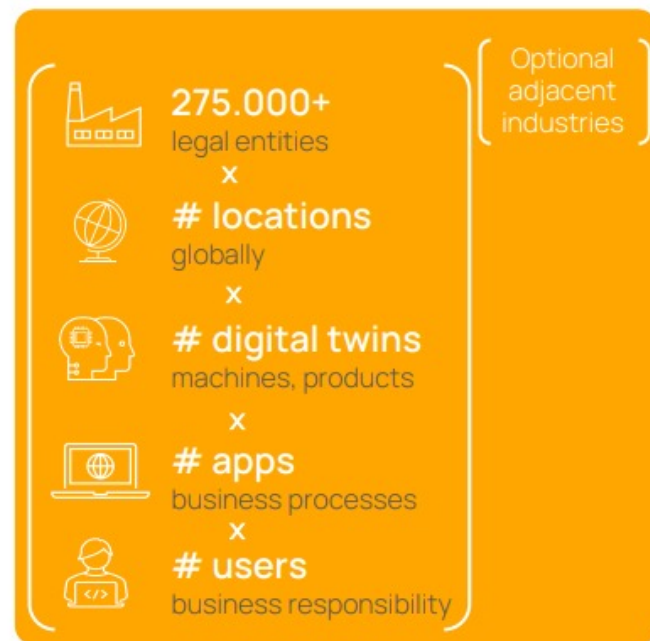 275.000+
legal entities
x
# locations
globally
x
# digital twins
machines, products
x
# apps
business processes
x
# users
business responsibility
Optional
adjacent
industries